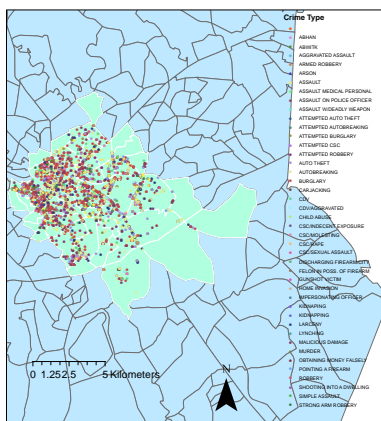 Crime Type
ABHAN
ABWITK
AGGRAVATED ASSAULT
ARMED ROBBERY
ARSON
ASSAULT
ASSAULT MEDICAL PERSONAL
ASSAULT ON POLICE OFFICER
ASSAULT W/DEADLY WEAPON
ATTEMPTED AUTO THEFT
ATTEMPTED AUTOBREAKING
ATTEMPTED BURGLARY
ATTEMPTED CSC
ATTEMPTED ROBBERY
AUTO THEFT
AUTOBREAKING
BURGLARY
CARJACKING
CDV
CDV/AGGRAVATED
CHILD ABUSE
CSC/INDECENT EXPOSURE
CSC/MOLESTING
CSC/RAPE
CSC/SEXUAL ASSAULT
DISCHARGING FIREARM/CITY
FELON IN POSS. OF FIREARM
GUNSHOT VICTIM
HOME INVASION
IMPERSONATING OFFICER
KIDNAPING
KIDNAPPING
LARCENY
LYNCHING
MALICIOUS DAMAGE
MURDER
OBTAINING MONEY FALSELY
POINTING A FIREARM
ROBBERY
SHOOTING INTO A DWELLING
SIMPLE ASSAULT
STRONG ARM ROBBERY
0 1.25 2.5 5 Kilometers
N